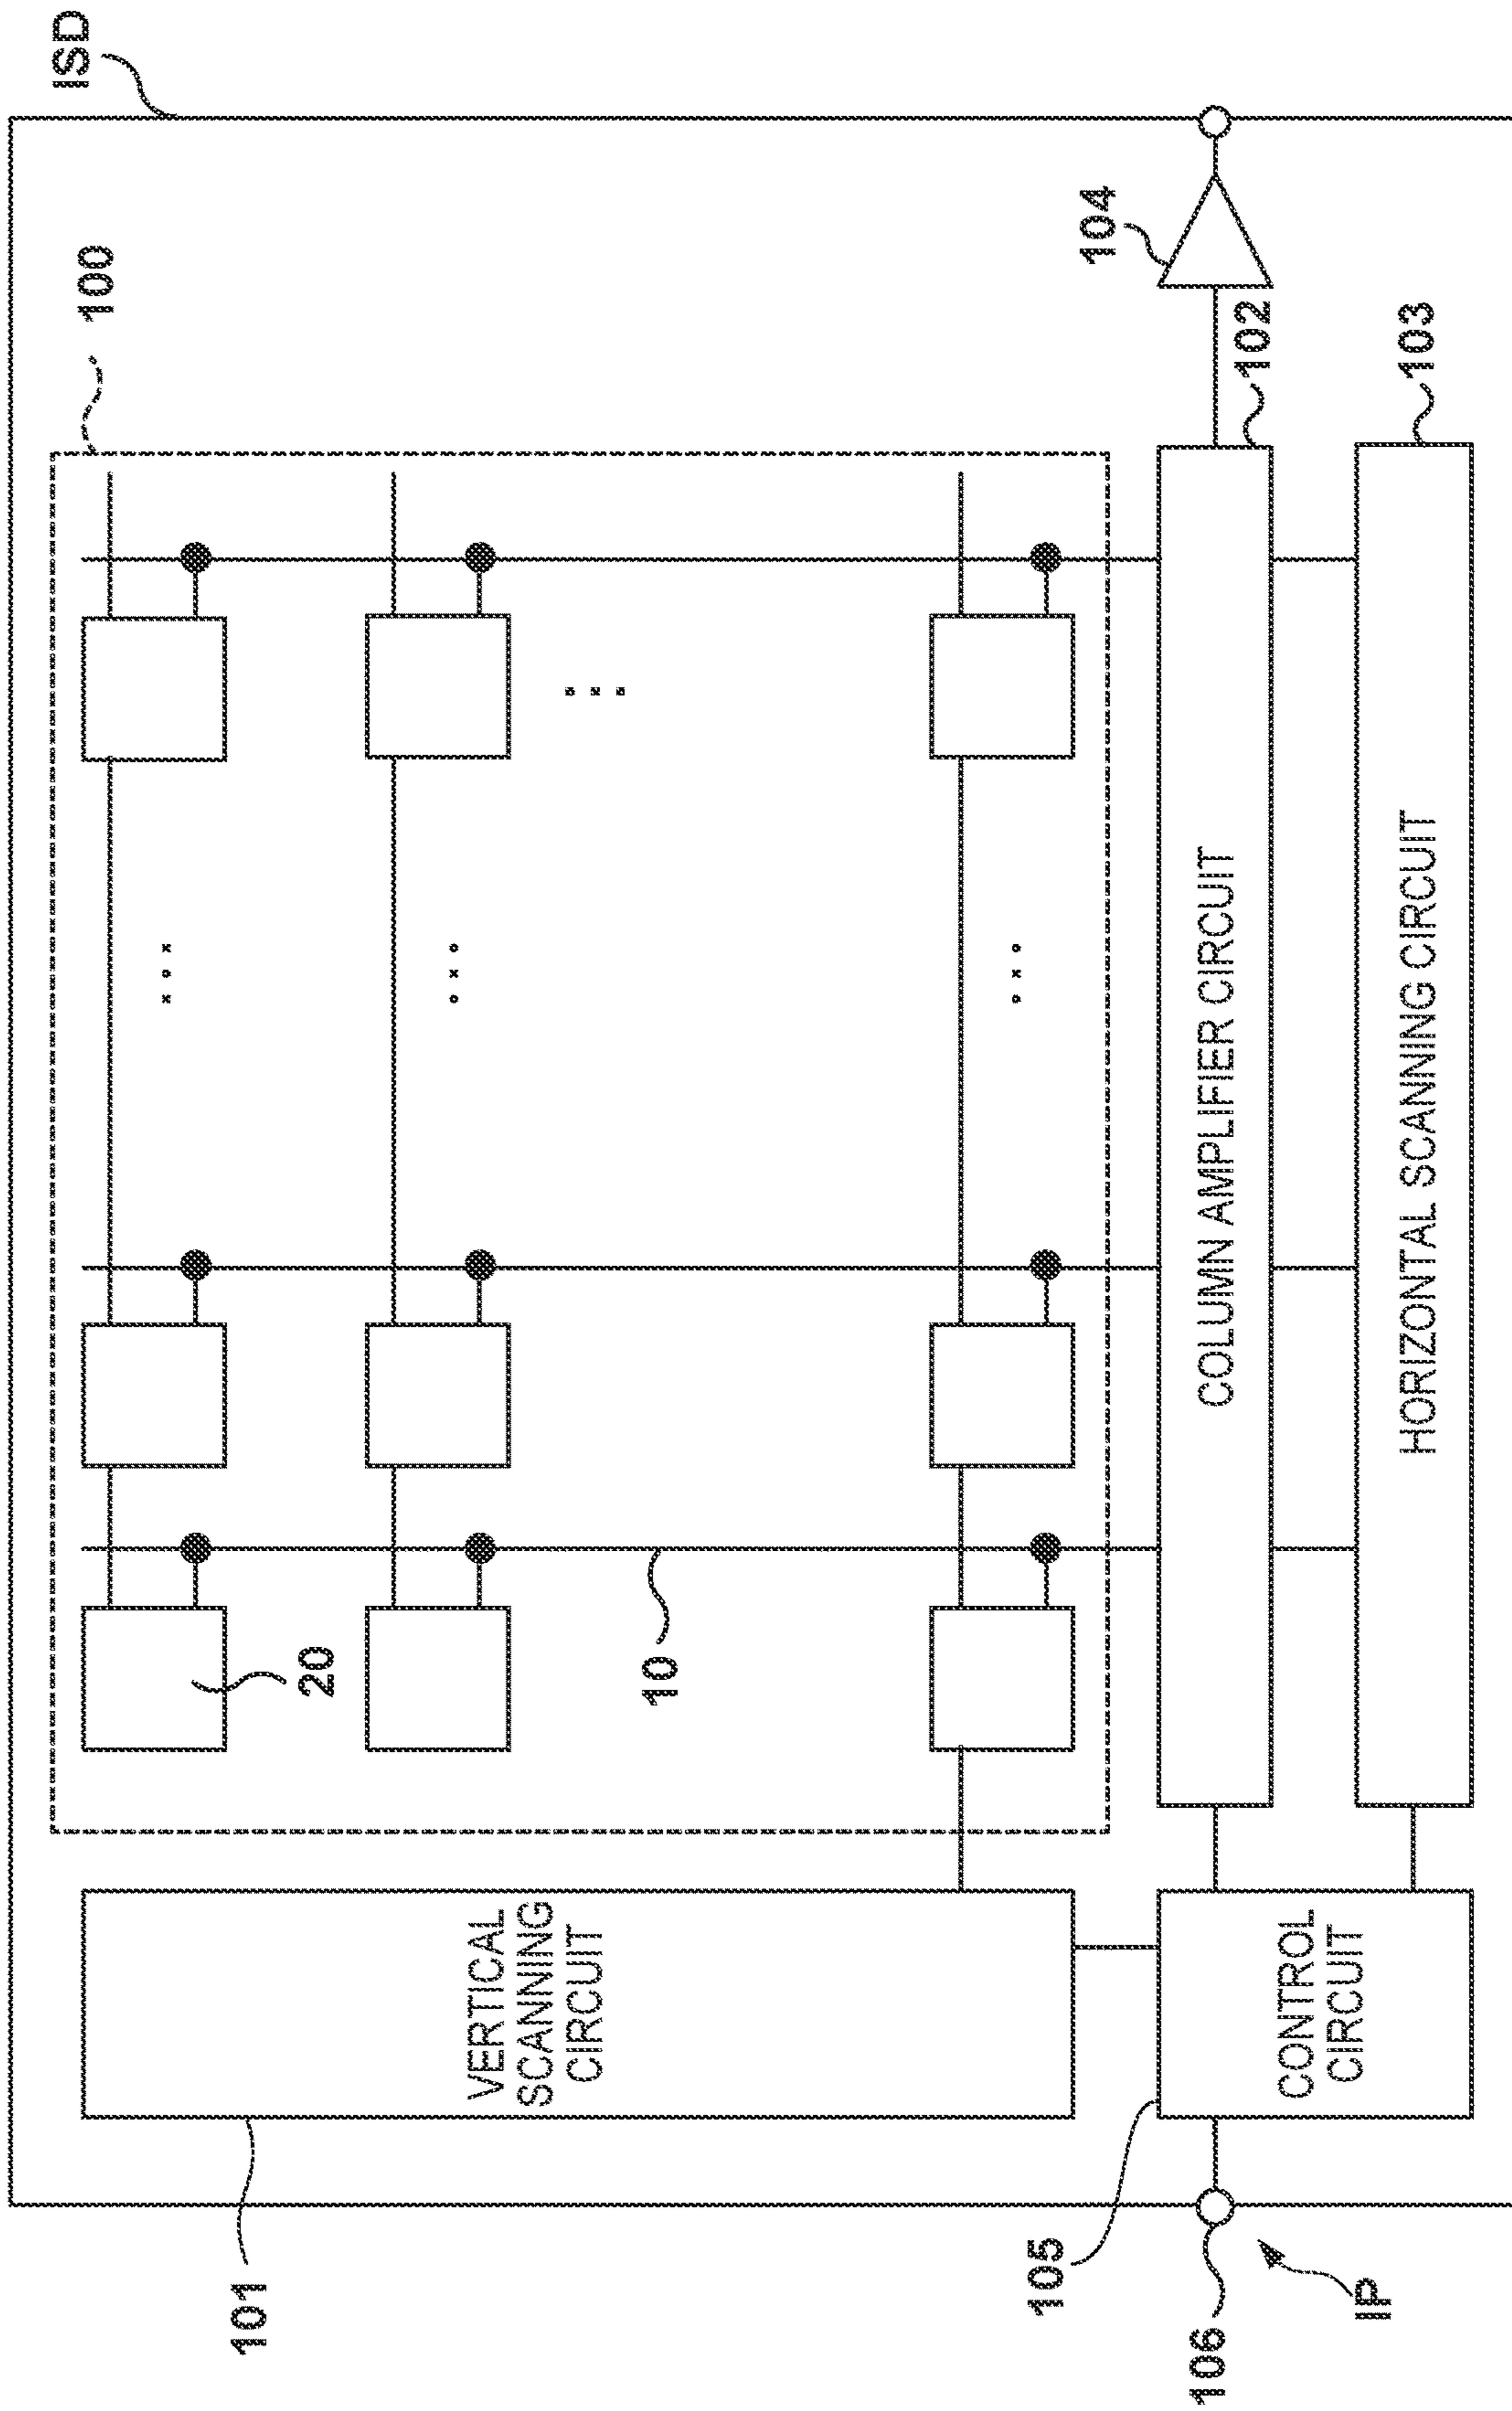 ISD
100
101
VERTICAL
SCANNING
CIRCUIT
20
10
104
102
COLUMN AMPLIFIER CIRCUIT
103
HORIZONTAL SCANNING CIRCUIT
105
CONTROL
CIRCUIT
106
IP